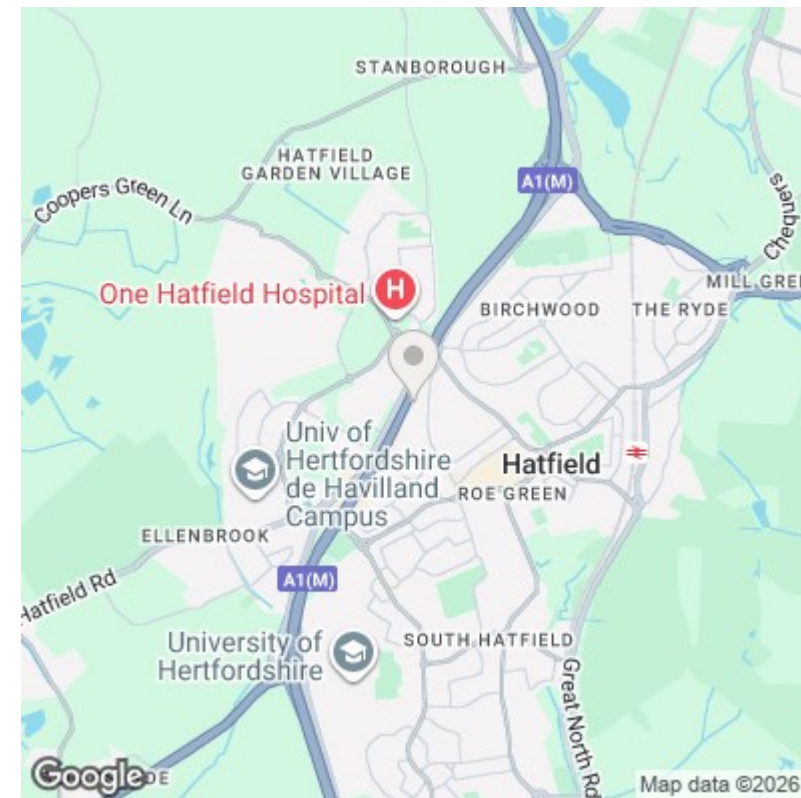 STANBOROUGH
HATFIELD
GARDEN VILLAGE
A1(M)
Coopers Green Ln
Chequers
One Hatfield Hospital
H
BIRCHWOOD
THE RYDE
MILL GREE
Univ of
Hertfordshire
de Havilland
Campus
Hatfield
ROE GREEN
ELLENBROOK
A1(M)
Hatfield Rd
University of
Hertfordshire
SOUTH HATFIELD
Great North Rd
Google
DE
Map data ©2026